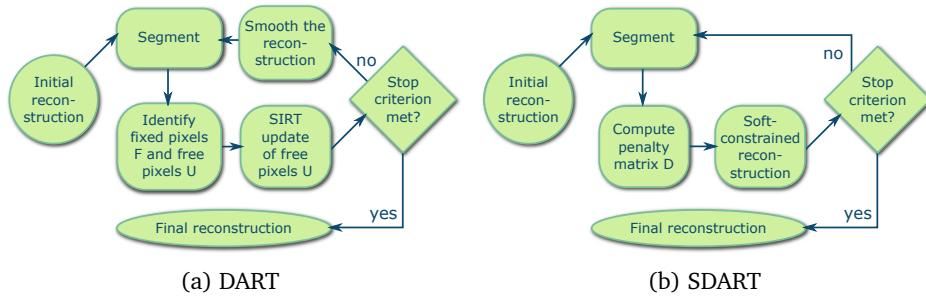 Initial
recon-
struction
Segment
Smooth the
recon-
struction
Identify
fixed pixels
F and free
pixels U
SIRT
update
of free
pixels U
Stop
criterion
met?
no
yes
Final reconstruction
(a) DART
Initial
recon-
struction
Segment
Compute
penalty
matrix D
Soft-
constrained
recon-
struction
Stop
criterion
met?
no
yes
Final reconstruction
(b) SDART